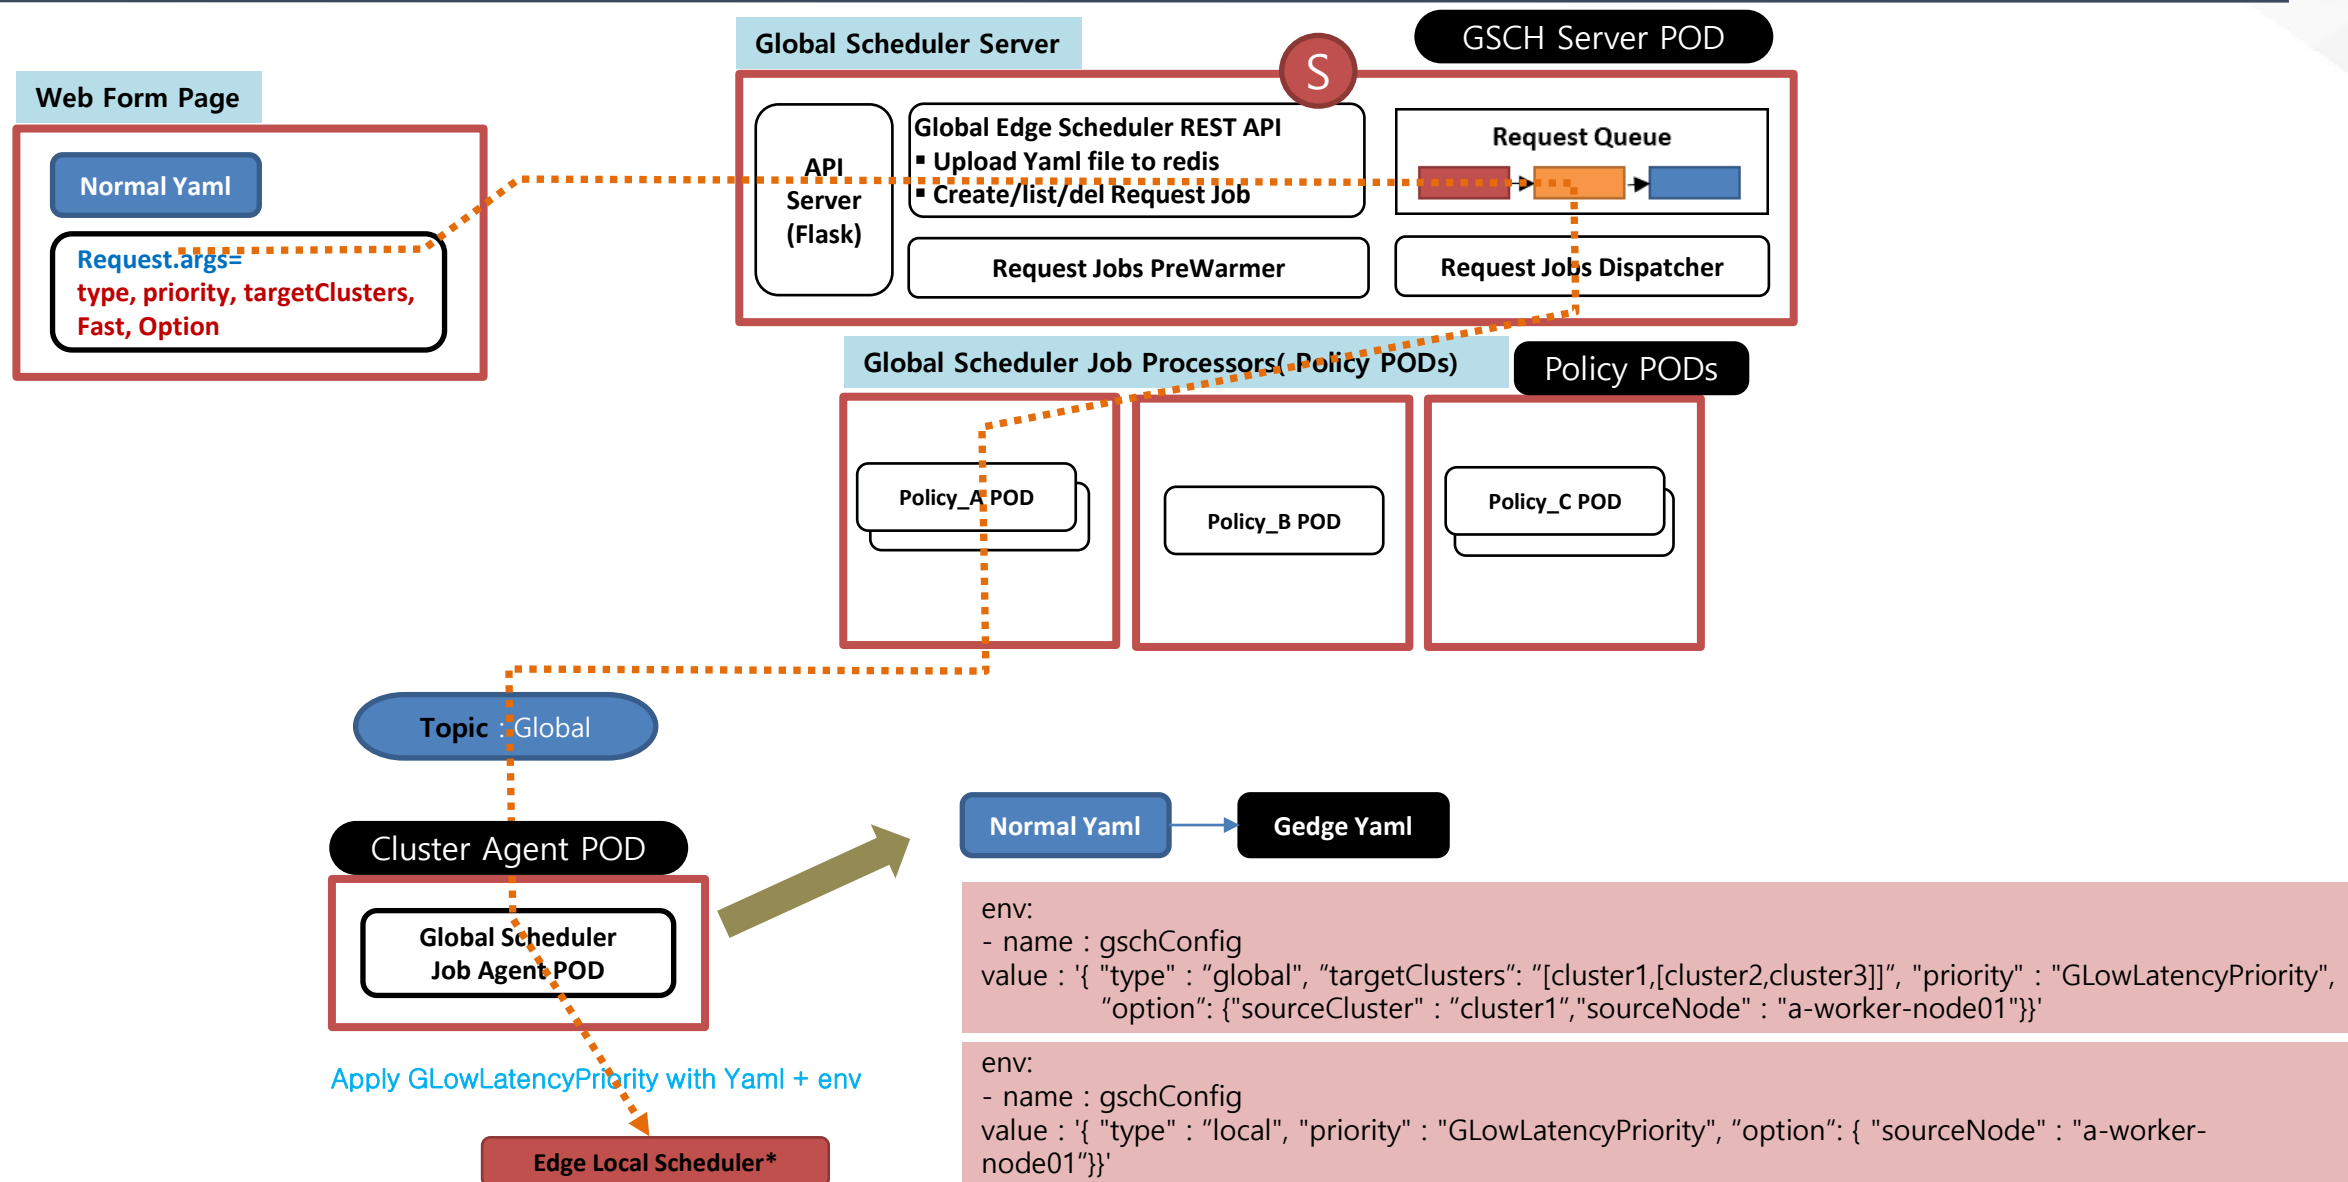 Global Scheduler Server
GSCH Server POD
S
Web Form Page
Normal Yaml
Request.args=
type, priority, targetClusters,
Fast, Option
API
Server
(Flask)
Global Edge Scheduler REST API
▪ Upload Yaml file to redis
▪ Create/list/del Request Job
Request Queue
Request Jobs PreWarmer
Request Jobs Dispatcher
Global Scheduler Job Processors( Policy PODs)
Policy PODs
Policy_A POD
Policy_B POD
Policy_C POD
Topic : Global
Cluster Agent POD
Global Scheduler
Job Agent POD
Normal Yaml
Gedge Yaml
env:
- name : gschConfig
value : '{ "type" : “global", “targetClusters“: “[cluster1,[cluster2,cluster3]]“, "priority" : "GLowLatencyPriority",
“option“: {"sourceCluster" : “cluster1“,"sourceNode" : "a-worker-node01"}}'
Apply GLowLatencyPriority with Yaml + env
env:
- name : gschConfig
value : '{ "type" : “local", "priority" : "GLowLatencyPriority", “option“: { "sourceNode" : "a-worker-
node01“}}'
Edge Local Scheduler*